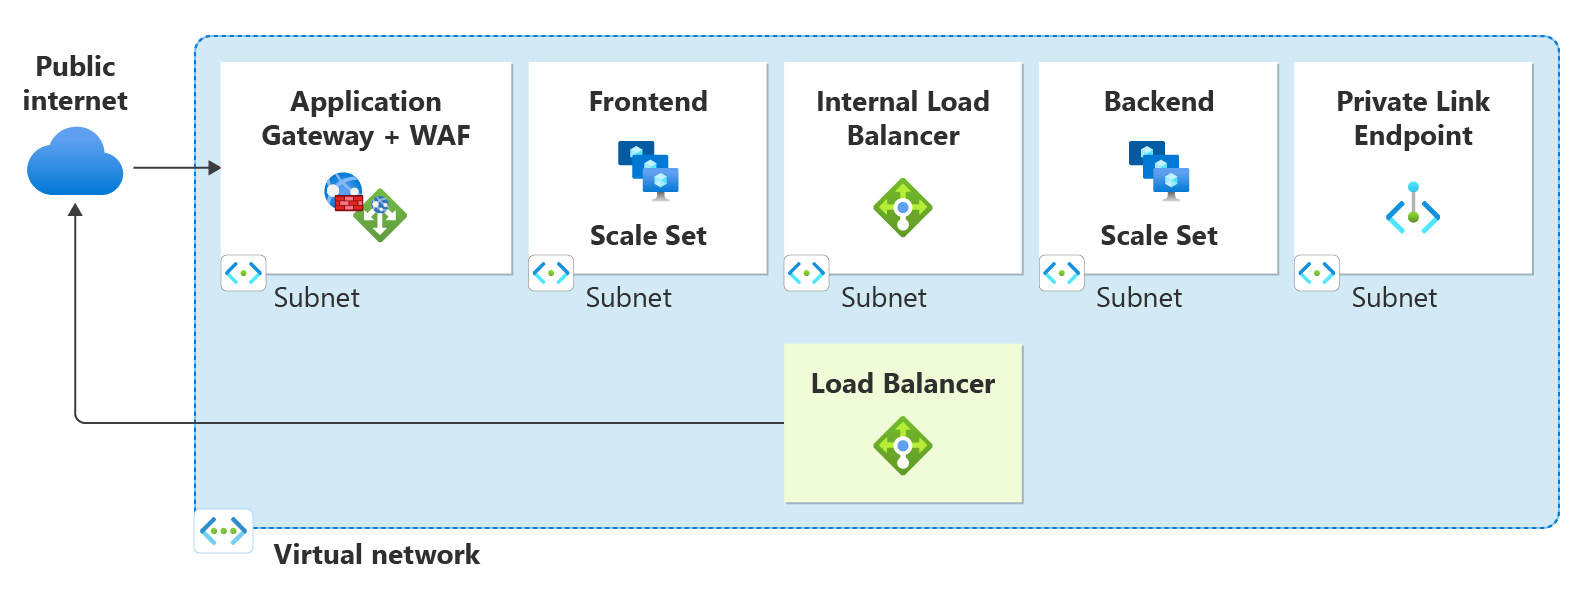 Public
internet
Application
Gateway + WAF
Subnet
Frontend
Scale Set
Subnet
Internal Load
Balancer
Subnet
Backend
Scale Set
Subnet
Private Link
Endpoint
Subnet
Load Balancer
Virtual network